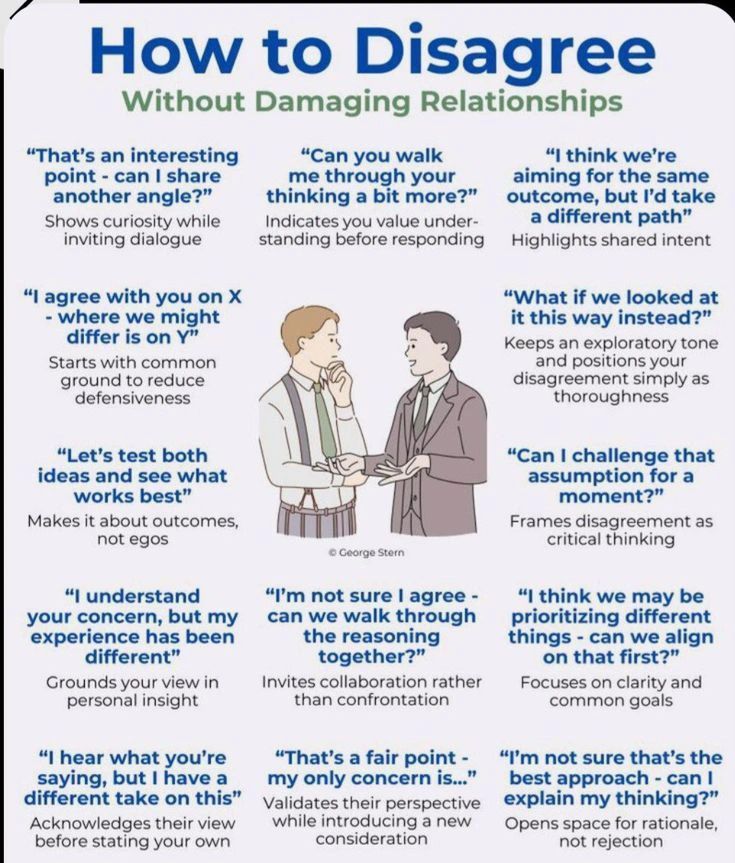 How to Disagree
Without Damaging Relationships
“That’s an interesting
point - can I share
another angle?”
Shows curiosity while
inviting dialogue
“Can you walk
me through your
thinking a bit more?”
Indicates you value under-
standing before responding
“I think we’re
aiming for the same
outcome, but I’d take
a different path”
Highlights shared intent
“I agree with you on X
- where we might
differ is on Y”
Starts with common
ground to reduce
defensiveness
“What if we looked at
it this way instead?”
Keeps an exploratory tone
and positions your
disagreement simply as
thoroughness
“Let’s test both
ideas and see what
works best”
Makes it about outcomes,
not egos
“Can I challenge that
assumption for a
moment?”
Frames disagreement as
critical thinking
© George Stern
“I understand
your concern, but my
experience has been
different”
Grounds your view in
personal insight
“I’m not sure I agree -
can we walk through
the reasoning
together?”
Invites collaboration rather
than confrontation
“I think we may be
prioritizing different
things - can we align
on that first?”
Focuses on clarity and
common goals
“I hear what you’re
saying, but I have a
different take on this”
Acknowledges their view
before stating your own
“That’s a fair point -
my only concern is...”
Validates their perspective
while introducing a new
consideration
“I’m not sure that’s the
best approach - can I
explain my thinking?”
Opens space for rationale,
not rejection